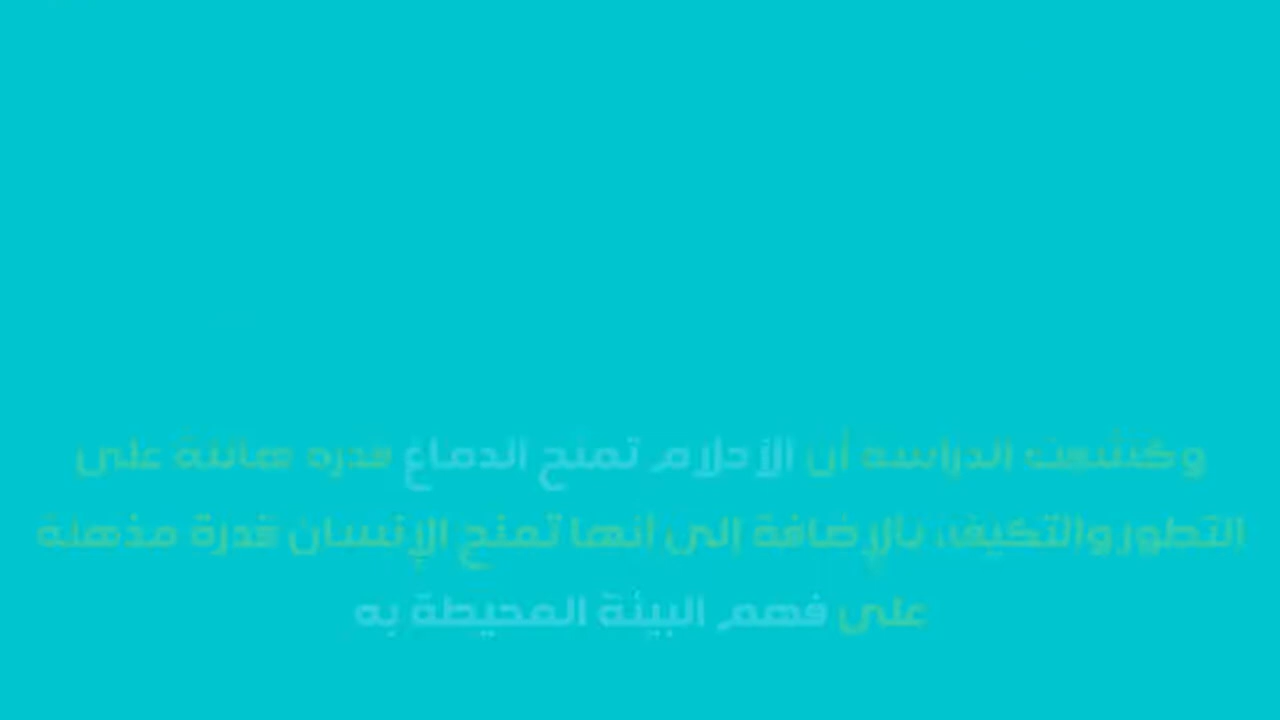 وكشفت الدراسة أن الأحلام تمنح الدماغ قدرة هائلة على
التطور والتكيف، بالإضافة إلى أنها تمنح الإنسان قدرة مذهلة
على فهم البيئة المحيطة به